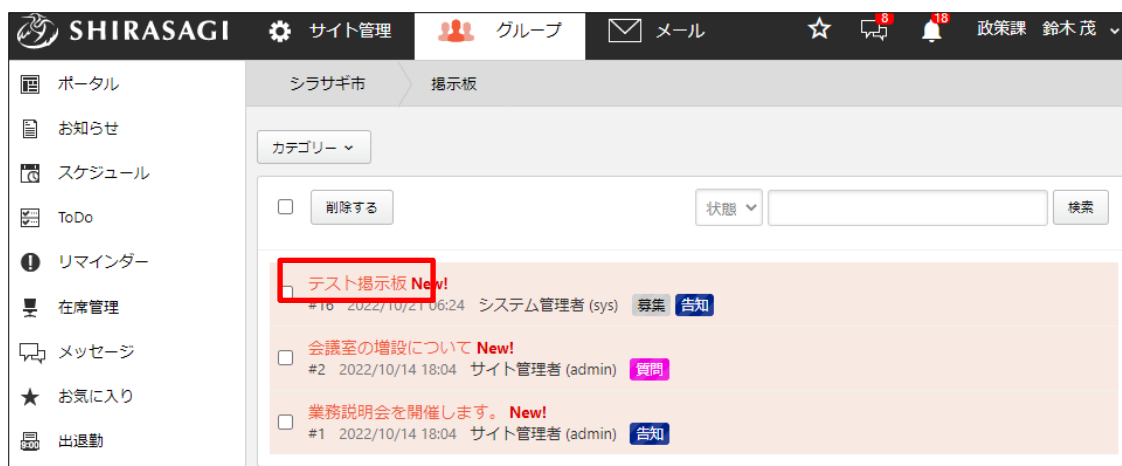 SHIRASAGI サイト管理 グループ メール 8 18 政策課 鈴木 茂
ポータル
お知らせ
スケジュール
ToDo
リマインダー
在席管理
メッセージ
お気に入り
9:00 出退勤
シラサギ市 掲示板
カテゴリー
削除する 状態 検索
テスト掲示板 New!
#16 2022/10/21 06:24 システム管理者 (sys) 募集 告知
会議室の増設について New!
#2 2022/10/14 18:04 サイト管理者 (admin) 質問
業務説明会を開催します。 New!
#1 2022/10/14 18:04 サイト管理者 (admin) 告知